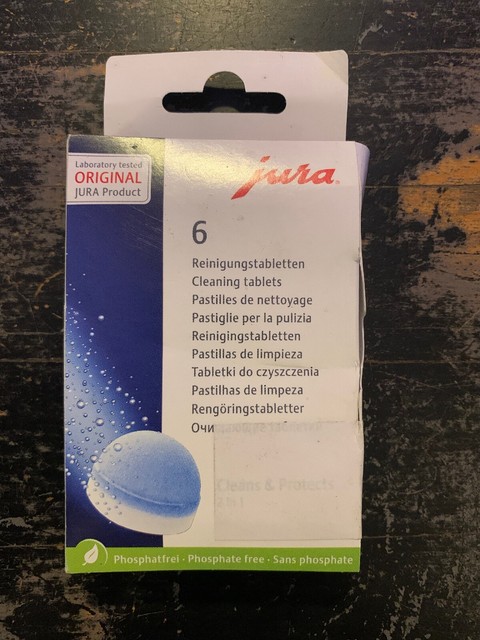 Laboratory tested
ORIGINAL
JURA Product
jura
6
Reinigungstabletten
Cleaning tablets
Pastilles de nettoyage
Pastiglie per la pulizia
Reinigingstabletten
Pastillas de limpieza
Tabletki do czyszczenia
Pastilhas de limpeza
Rengöringstabletter
Cleans & Protects
Phosphatfrei · Phosphate free · Sans phosphate